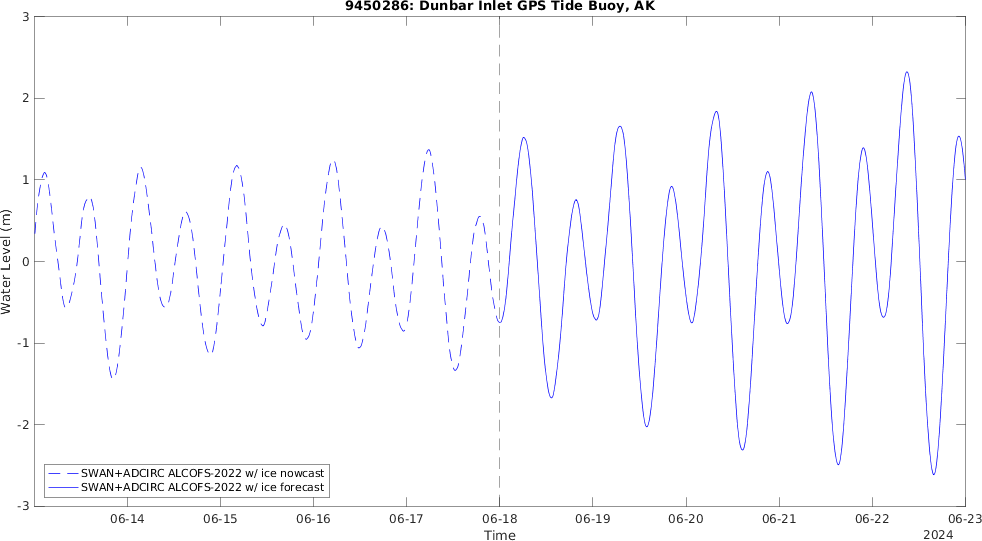 9450286: Dunbar Inlet GPS Tide Buoy, AK
3
2
1
0
-1
-2
-3
Water Level (m)
SWAN+ADCIRC ALCOFS-2022 w/ ice nowcast
SWAN+ADCIRC ALCOFS-2022 w/ ice forecast
06-14 06-15 06-16 06-17 06-18 06-19 06-20 06-21 06-22 06-23
Time
2024